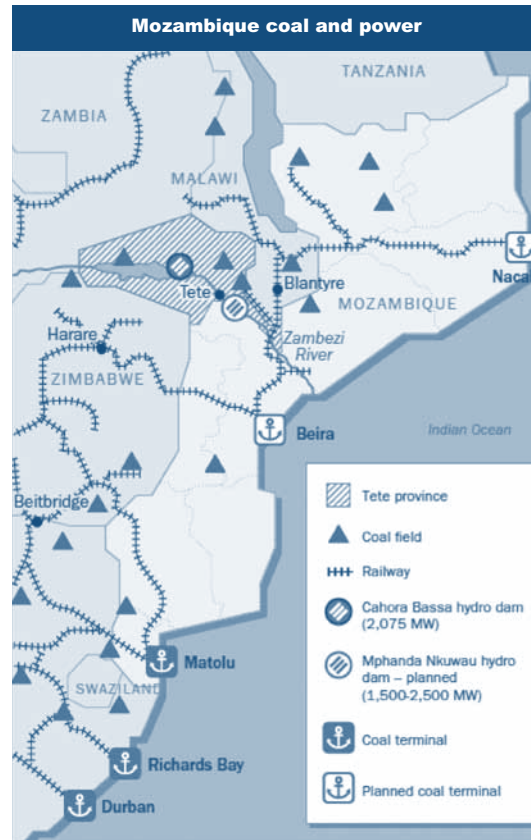 Mozambique coal and power
TANZANIA
ZAMBIA
MALAWI
Nacal
Blantyre
Tete
MOZAMBIQUE
Zambezi
River
Harare
ZIMBABWE
Beira
Indian Ocean
Beitbridge
Tete province
Coal field
Railway
Cahora Bassa hydro dam
(2,075 MW)
Mphanda Nkuwau hydro
dam – planned
(1,500-2,500 MW)
Matolu
SWAZILAND
Coal terminal
Richards Bay
Planned coal terminal
Durban